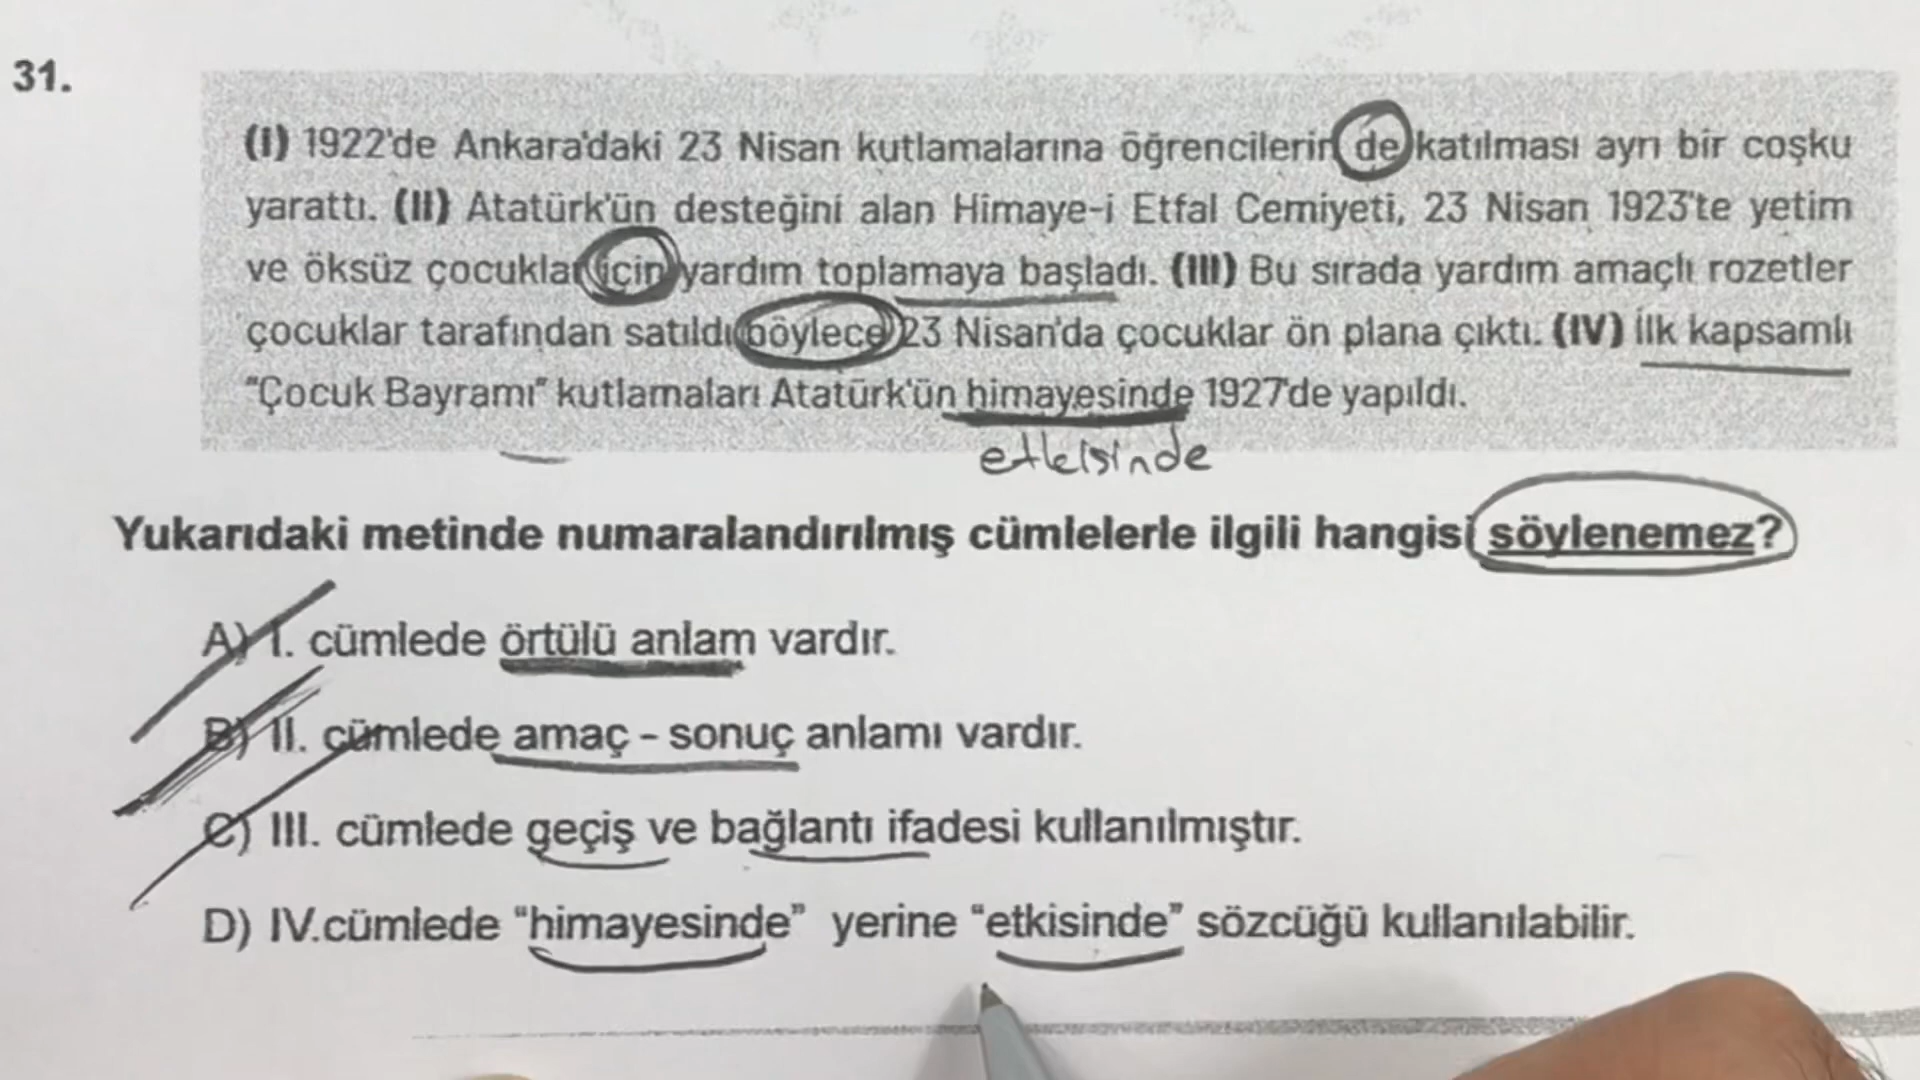 31.
(I) 1922'de Ankara'daki 23 Nisan kutlamalarına öğrencilerin de katılması ayrı bir coşku
yarattı. (II) Atatürk'ün desteğini alan Himaye-i Etfal Cemiyeti, 23 Nisan 1923'te yetim
ve öksüz çocuklar için yardım toplamaya başladı. (III) Bu sırada yardım amaçlı rozetler
çocuklar tarafından satıldı böylece 23 Nisan'da çocuklar ön plana çıktı. (IV) İlk kapsamlı
"Çocuk Bayramı" kutlamaları Atatürk'ün himayesinde 1927'de yapıldı.
etkisinde
Yukarıdaki metinde numaralandırılmış cümlelerle ilgili hangisi söylenemez?
A) I. cümlede örtülü anlam vardır.
B) II. cümlede amaç - sonuç anlamı vardır.
C) III. cümlede geçiş ve bağlantı ifadesi kullanılmıştır.
D) IV.cümlede "himayesinde" yerine "etkisinde" sözcüğü kullanılabilir.